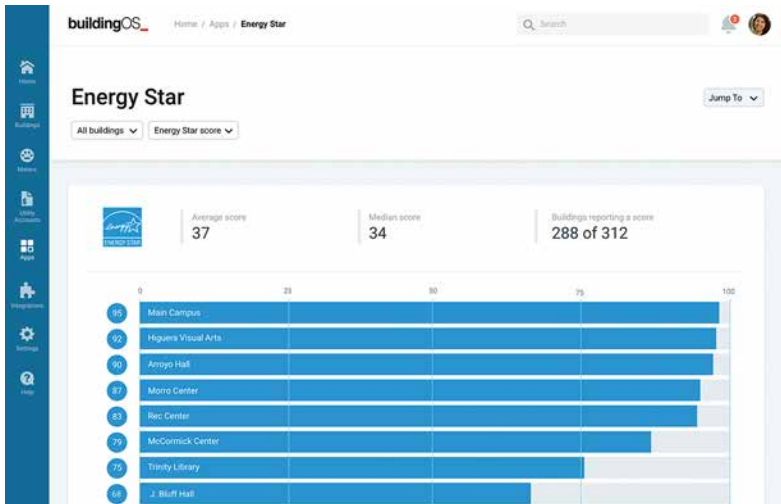 buildingOS_
Home / Apps / Energy Star
Search
3
Home
Buildings
Meters
Utility
Accounts
Apps
Integrations
Settings
Help
Energy Star
Jump To
All buildings
Energy Star score
ENERGY STAR
Average score
37
Median score
34
Buildings reporting a score
288 of 312
0 25 50 75 100
95 Main Campus
92 Higuera Visual Arts
90 Arroyo Hall
87 Morro Center
83 Rec Center
79 McCormick Center
75 Trinity Library
68 J. Bluff Hall